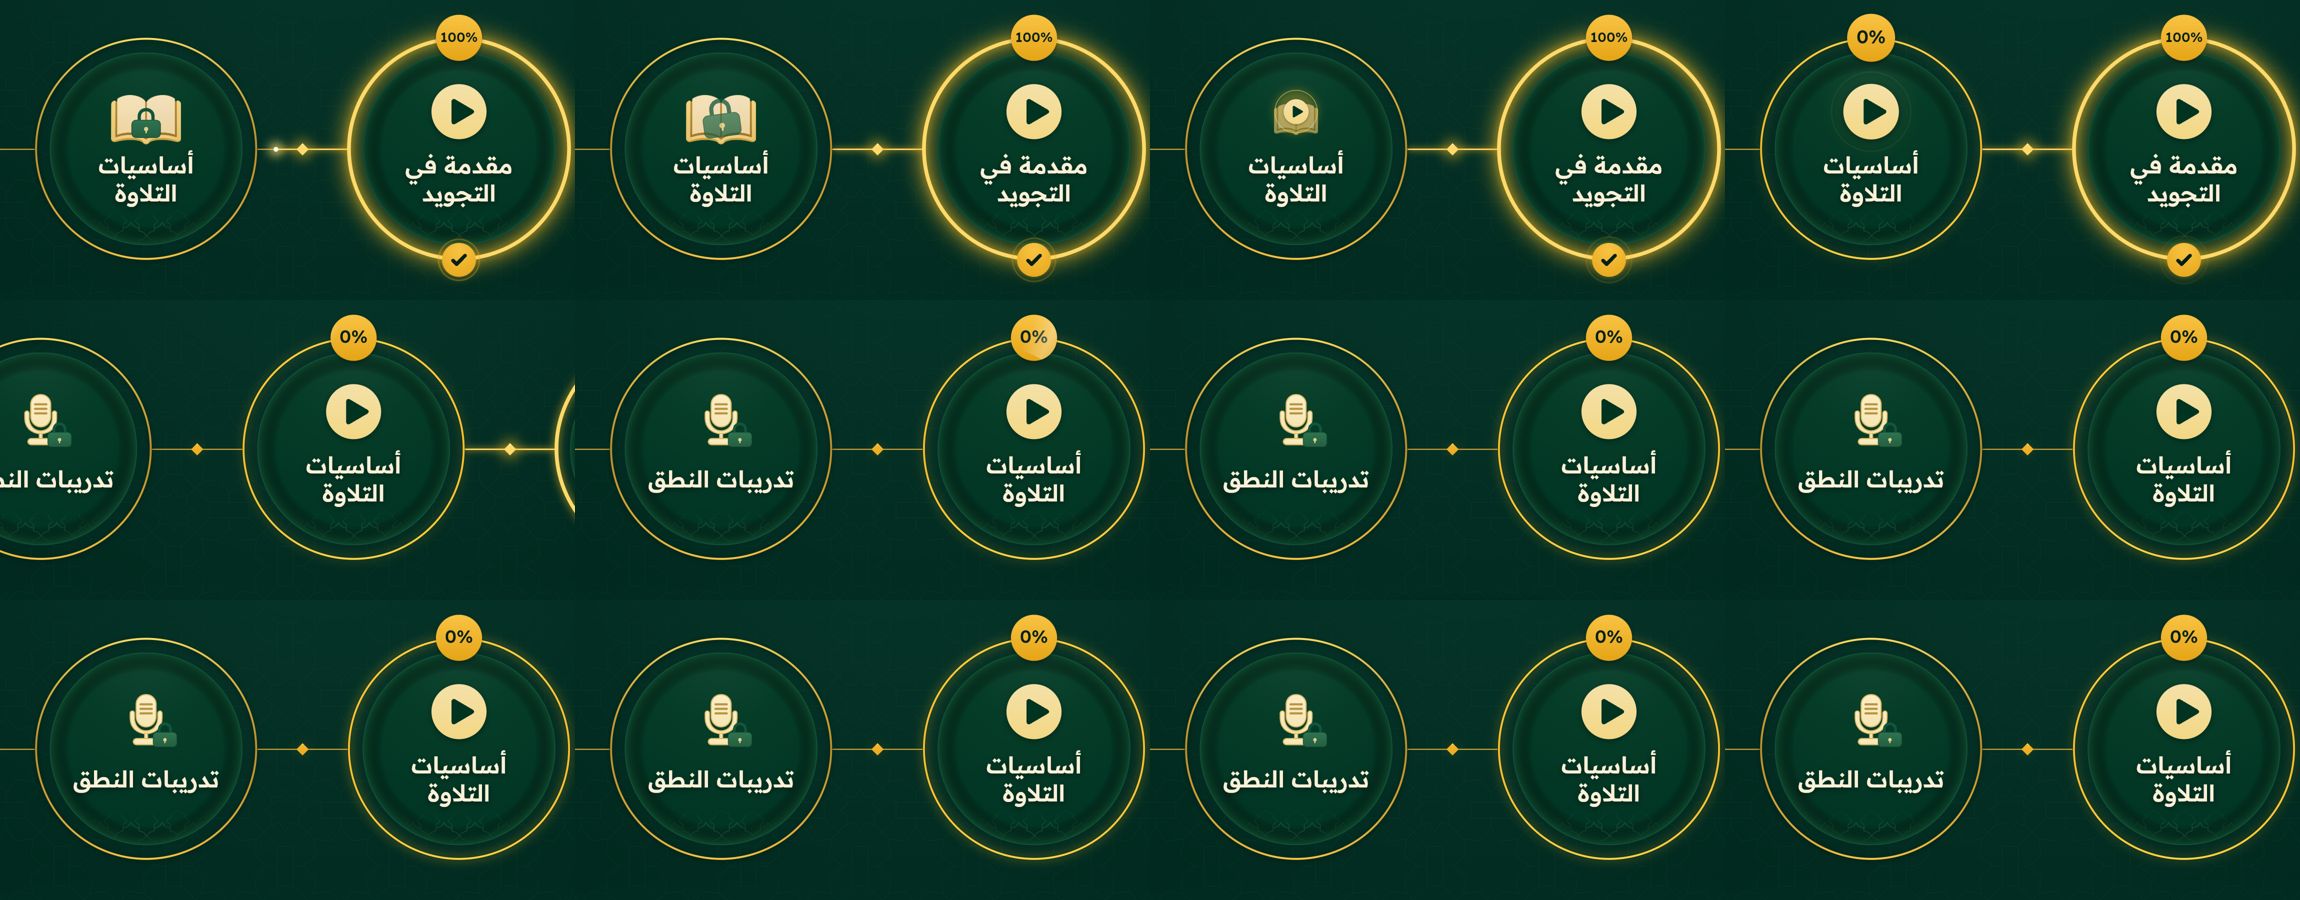 100%
مقدمة في
التجويد
أساسيات
التلاوة
100%
مقدمة في
التجويد
أساسيات
التلاوة
100%
مقدمة في
التجويد
أساسيات
التلاوة
100%
مقدمة في
التجويد
0%
أساسيات
التلاوة
0%
أساسيات
التلاوة
تدريبات
0%
أساسيات
التلاوة
تدريبات النطق
0%
أساسيات
التلاوة
تدريبات النطق
0%
أساسيات
التلاوة
تدريبات النطق
0%
أساسيات
التلاوة
تدريبات النطق
0%
أساسيات
التلاوة
تدريبات النطق
0%
أساسيات
التلاوة
تدريبات النطق
0%
أساسيات
التلاوة
تدريبات النطق